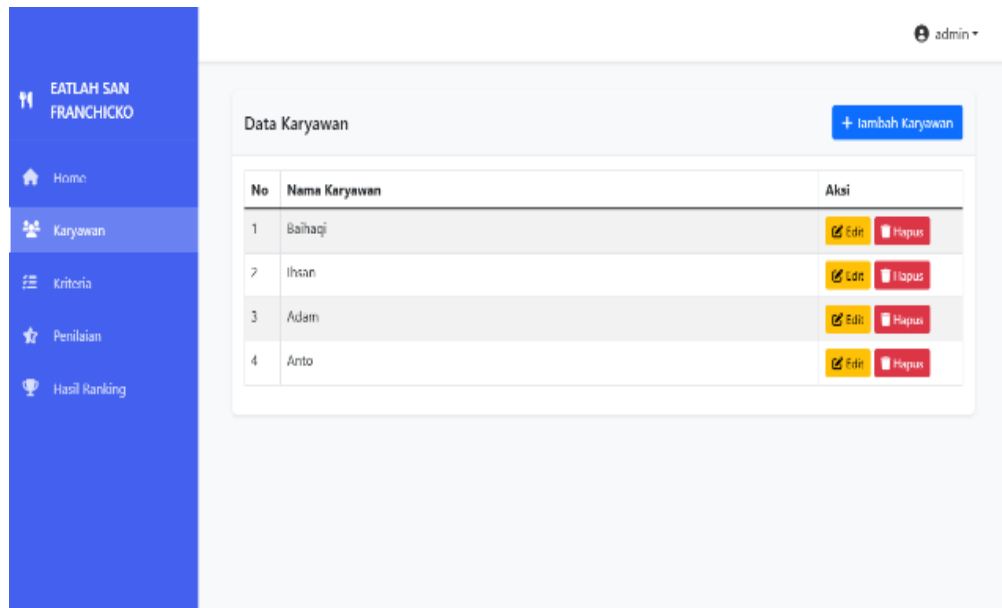 admin
EATLAH SAN
FRANCHICKO
Data Karyawan
+ Tambah Karyawan
Home
No Nama Karyawan Aksi
Karyawan
1 Baihaqi Edit Hapus
Kriteria
2 Ihsan Edit Hapus
3 Adam Edit Hapus
Penilaian
4 Anto Edit Hapus
Hasil Ranking